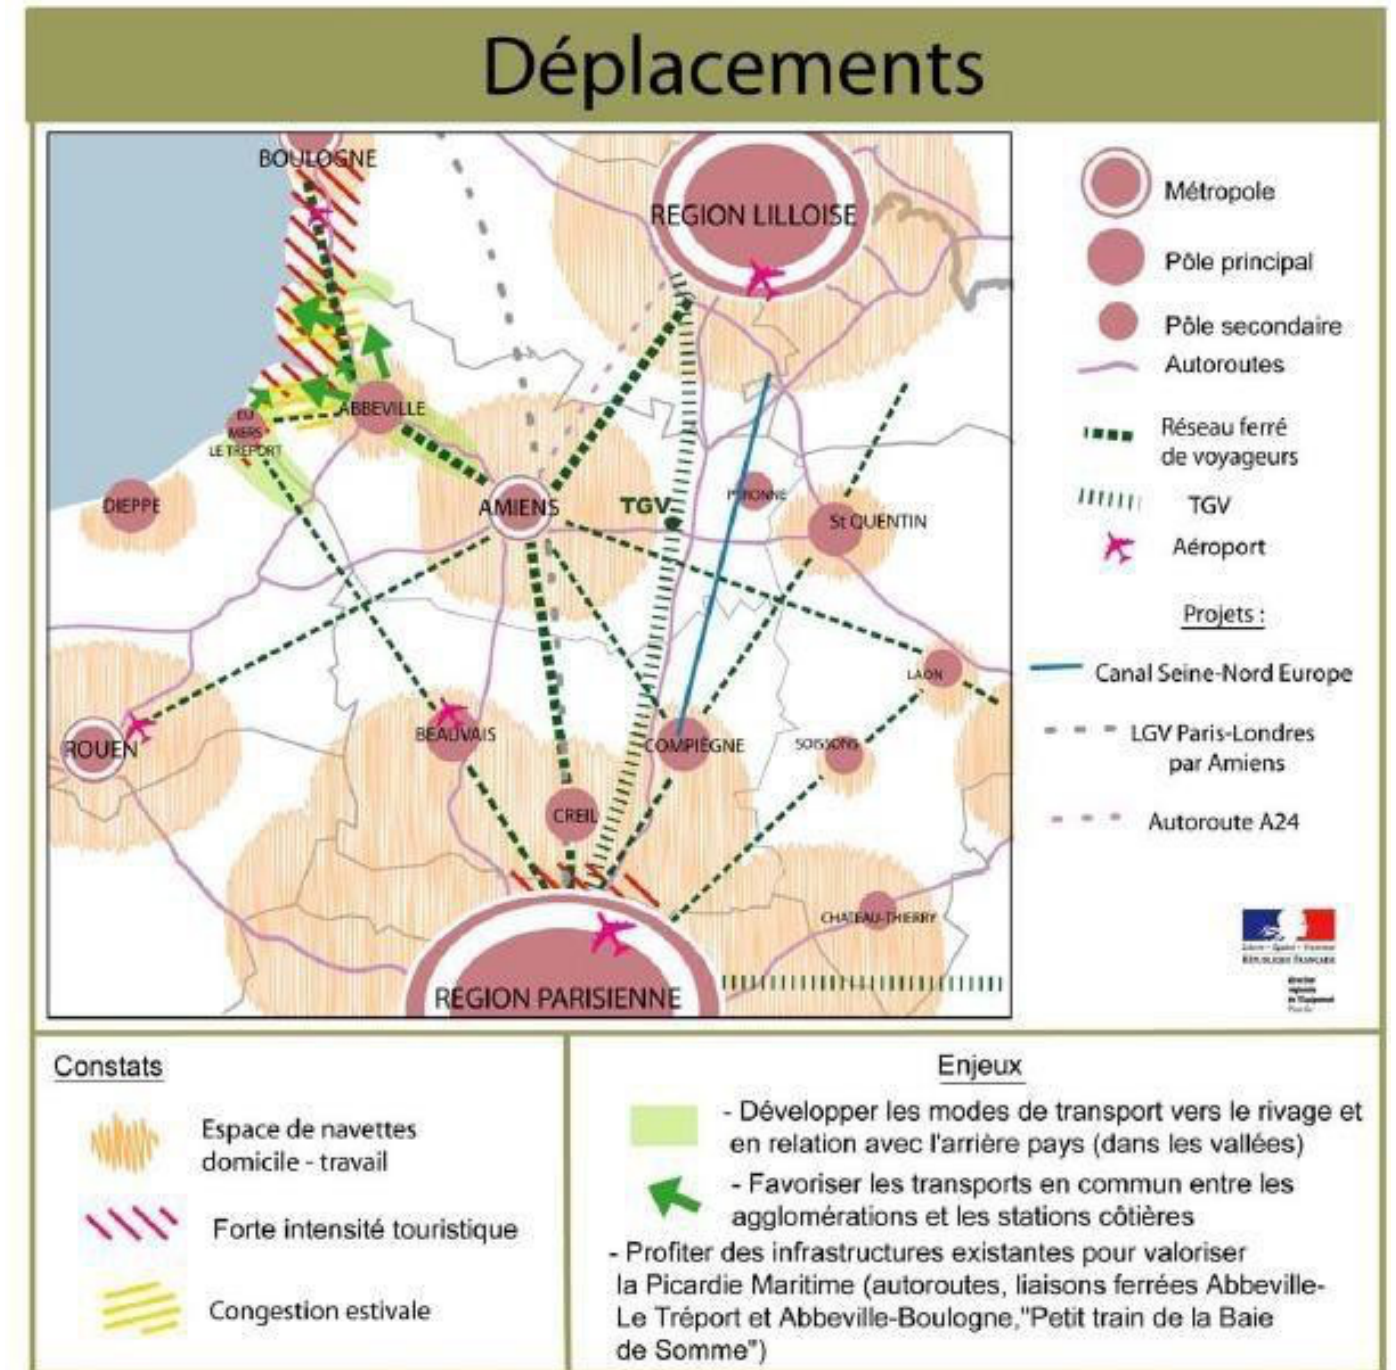 Déplacements
BOULOGNE
REGION LILLOISE
ABBEVILLE
EU
MERS
LE TREPORT
DIEPPE
AMIENS
TGV
St QUENTIN
LAON
ROUEN
BEAUVAIS
COMPIEGNE
SOISSONS
CREIL
CHATEAU-THIERRY
REGION PARISIENNE
Métropole
Pôle principal
Pôle secondaire
Autoroutes
Réseau ferré
de voyageurs
TGV
Aéroport
Projets :
Canal Seine-Nord Europe
LGV Paris-Londres
par Amiens
Autoroute A24
RÉPUBLIQUE FRANÇAISE
Constats
Espace de navettes
domicile - travail
Forte intensité touristique
Congestion estivale
Enjeux
- Développer les modes de transport vers le rivage et
en relation avec l'arrière pays (dans les vallées)
- Favoriser les transports en commun entre les
agglomérations et les stations côtières
- Profiter des infrastructures existantes pour valoriser
la Picardie Maritime (autoroutes, liaisons ferrées Abbeville-
Le Tréport et Abbeville-Boulogne,"Petit train de la Baie
de Somme")